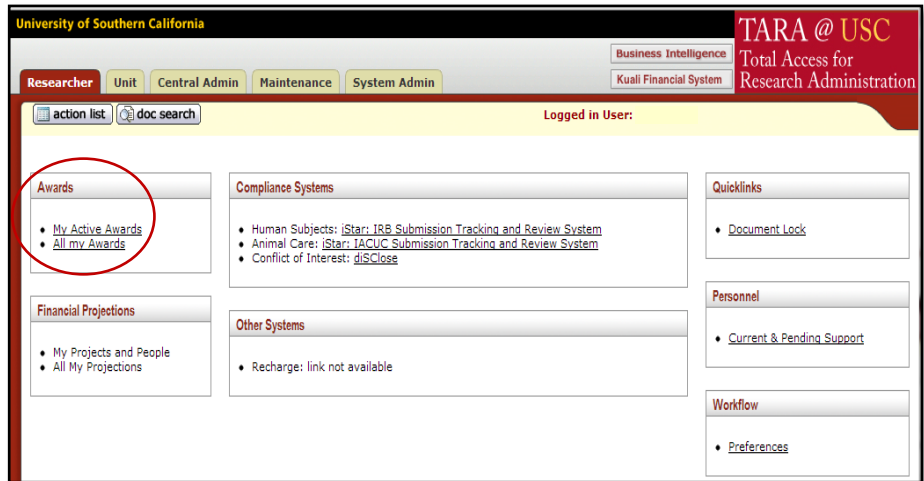 University of Southern California
TARA @ USC
Total Access for
Research Administration
Business Intelligence
Kuali Financial System
Researcher
Unit
Central Admin
Maintenance
System Admin
action list
doc search
Logged in User:
Awards
• My Active Awards
• All my Awards
Financial Projections
• My Projects and People
• All My Projections
Compliance Systems
• Human Subjects: iStar: IRB Submission Tracking and Review System
• Animal Care: iStar: IACUC Submission Tracking and Review System
• Conflict of Interest: diSClose
Other Systems
• Recharge: link not available
Quicklinks
• Document Lock
Personnel
• Current & Pending Support
Workflow
• Preferences